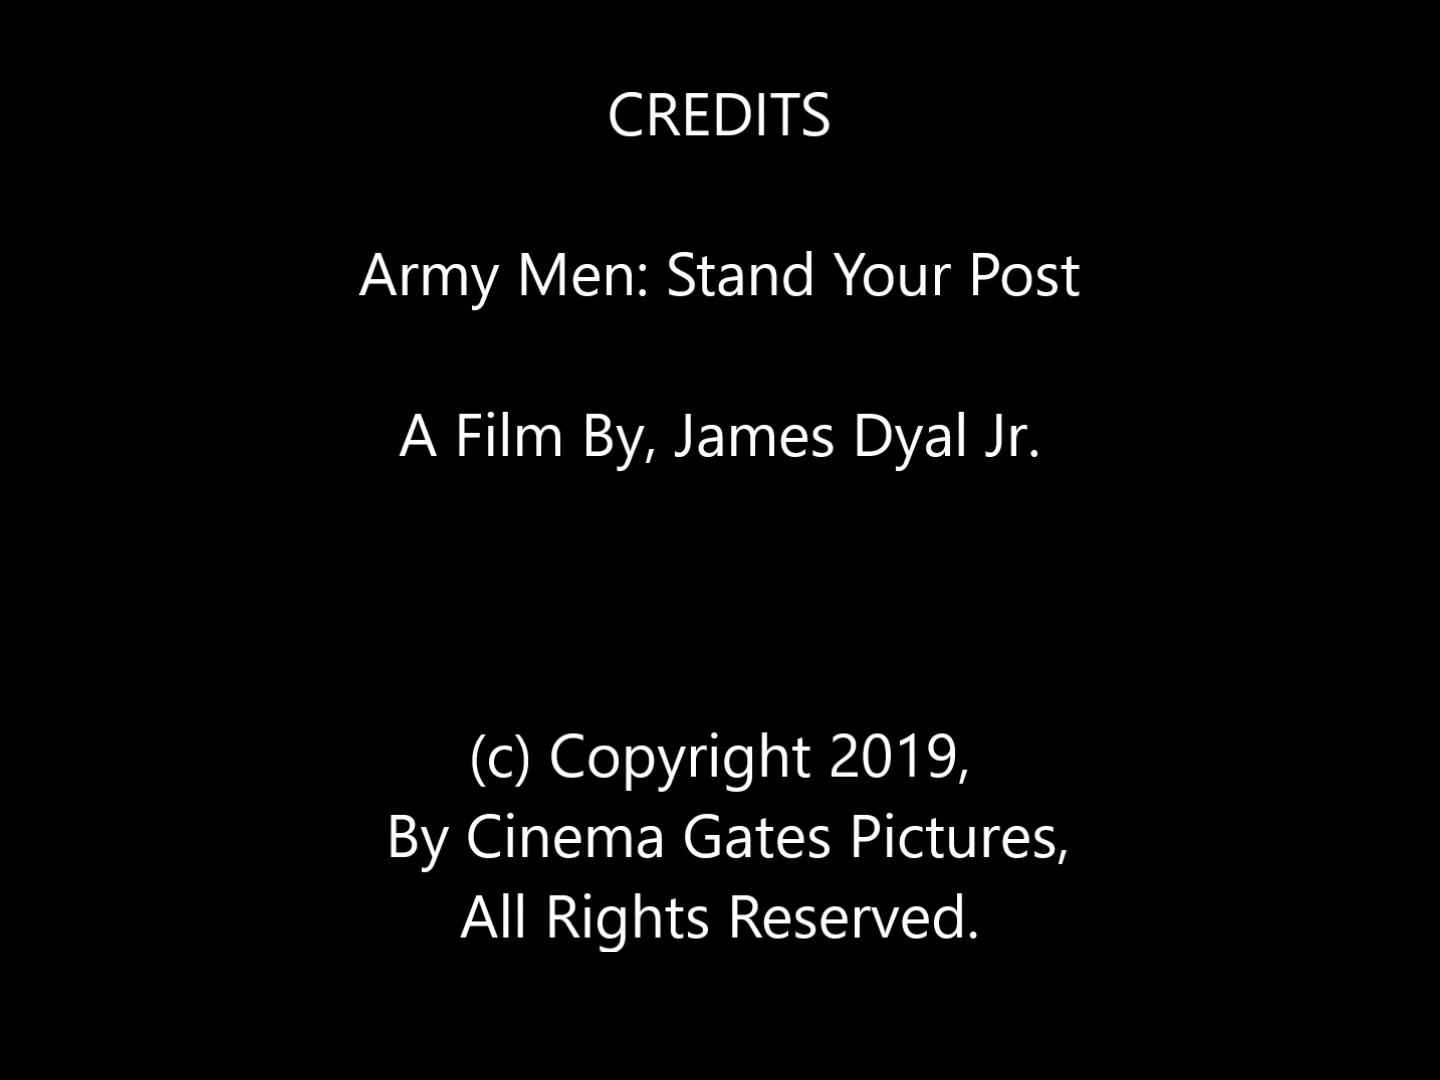 CREDITS
Army Men: Stand Your Post
A Film By, James Dyal Jr.
(c) Copyright 2019,
By Cinema Gates Pictures,
All Rights Reserved.